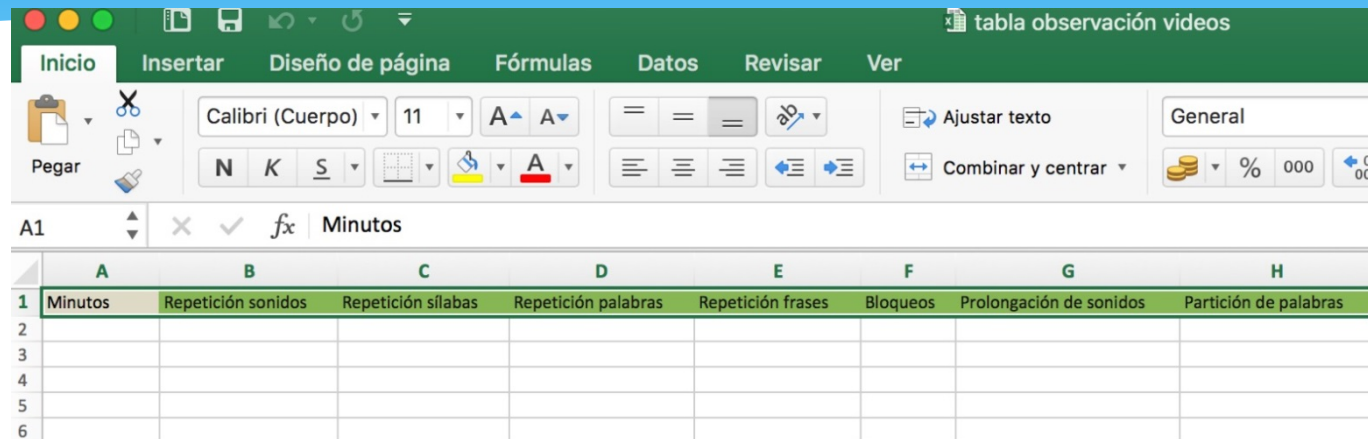 tabla observación videos
Inicio Insertar Diseño de página Fórmulas Datos Revisar Ver
Calibri (Cuerpo) 11 A A Ajustar texto General
Pegar N K S A Combinar y centrar % 000
A1 fx Minutos
A B C D E F G H
1 Minutos Repetición sonidos Repetición sílabas Repetición palabras Repetición frases Bloqueos Prolongación de sonidos Partición de palabras
2
3
4
5
6